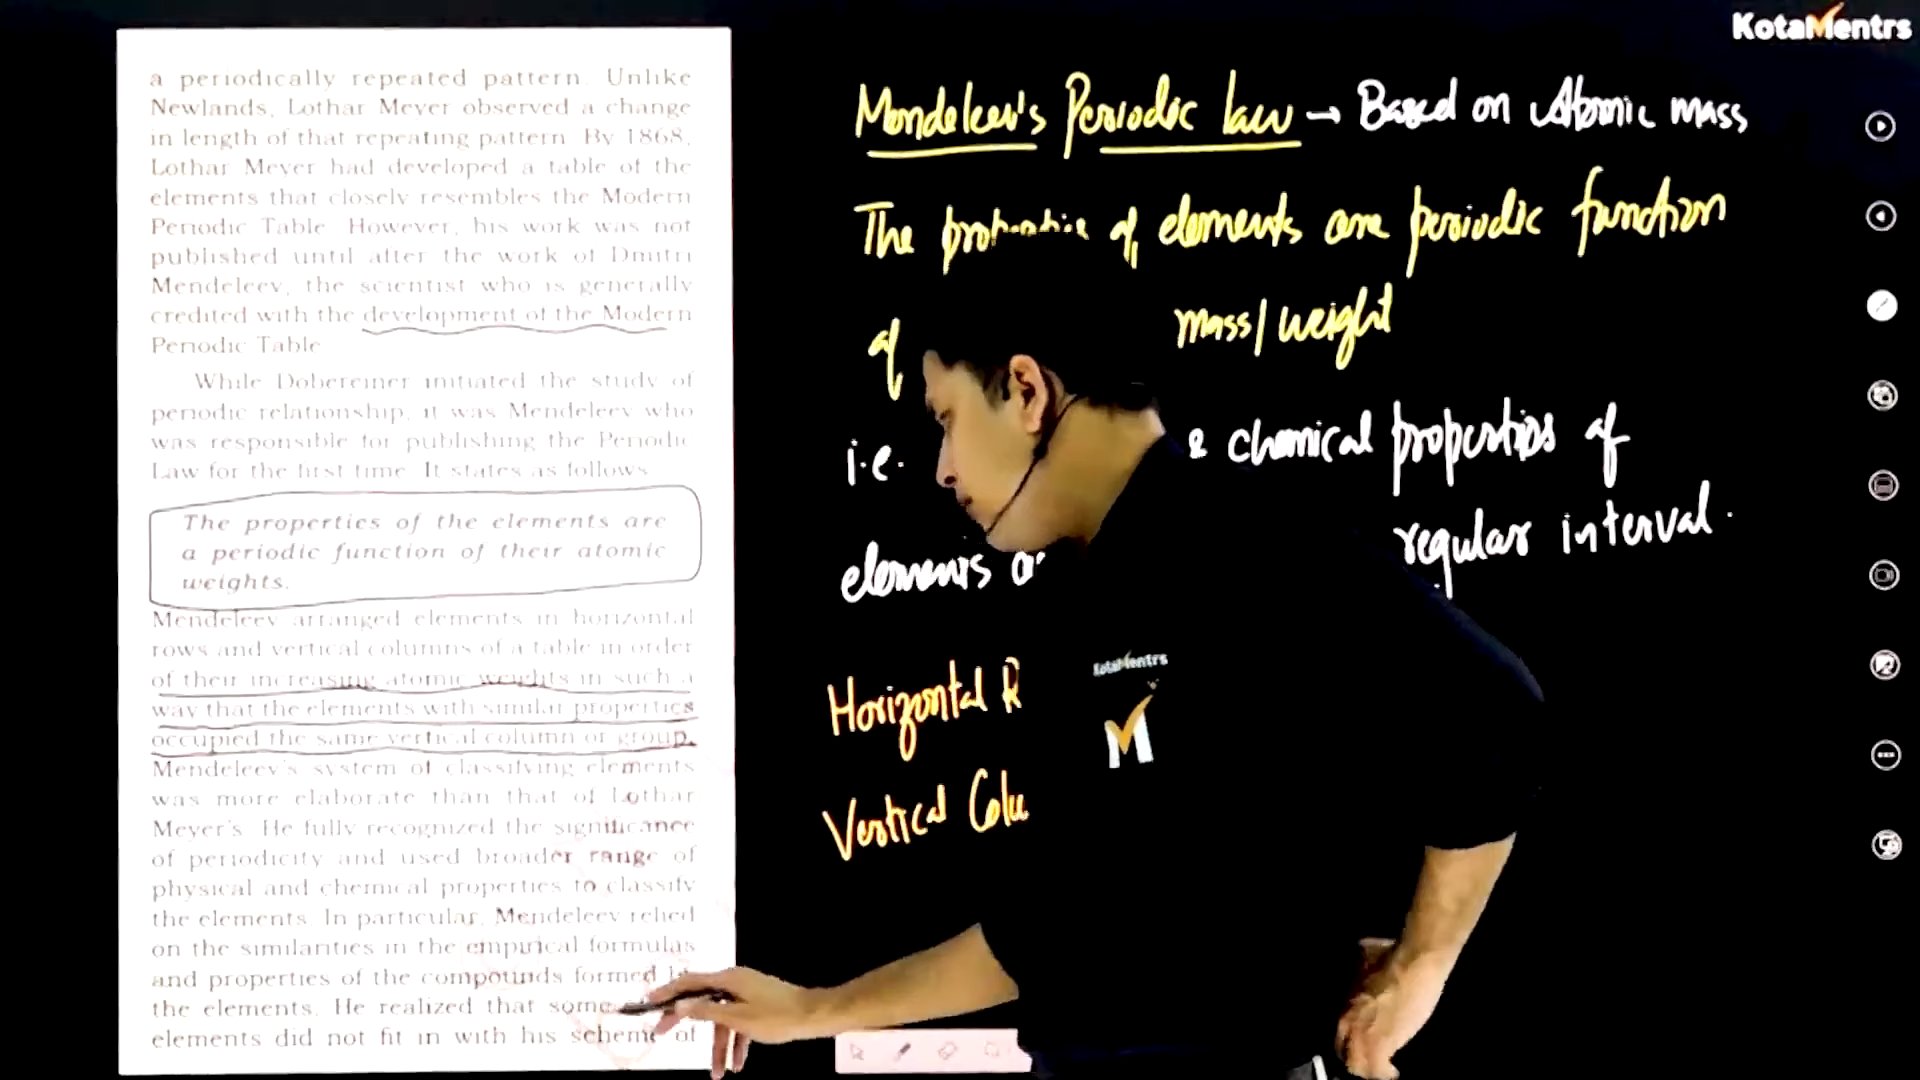 KotaMentrs
a periodically repeated pattern. Unlike
Newlands, Lothar Meyer observed a change
in length of that repeating pattern. By 1868,
Lothar Meyer had developed a table of the
elements that closely resembles the Modern
Periodic Table. However, his work was not
published until after the work of Dmitri
Mendeleev, the scientist who is generally
credited with the development of the Modern
Periodic Table.
While Dobereiner initiated the study of
periodic relationship, it was Mendeleev who
was responsible for publishing the Periodic
Law for the first time. It states as follows
The properties of the elements are
a periodic function of their atomic
weights.
Mendeleev arranged elements in horizontal
rows and vertical columns of a table in order
of their increasing atomic weights in such a
way that the elements with similar properties
occupied the same vertical column or group.
Mendeleev's system of classifying elements
was more elaborate than that of Lothar
Meyer's. He fully recognized the significance
of periodicity and used broader range of
physical and chemical properties to classify
the elements. In particular, Mendeleev relied
on the similarities in the empirical formulas
and properties of the compounds formed
the elements. He realized that some
elements did not fit in with his scheme of
Mendeleev's Periodic law → Based on Atomic mass
The properties of elements are periodic function
of mass/weight
i.e. & chemical properties of
elements regular interval.
Horizontal R
Vertical Colu
KotaMentrs
M